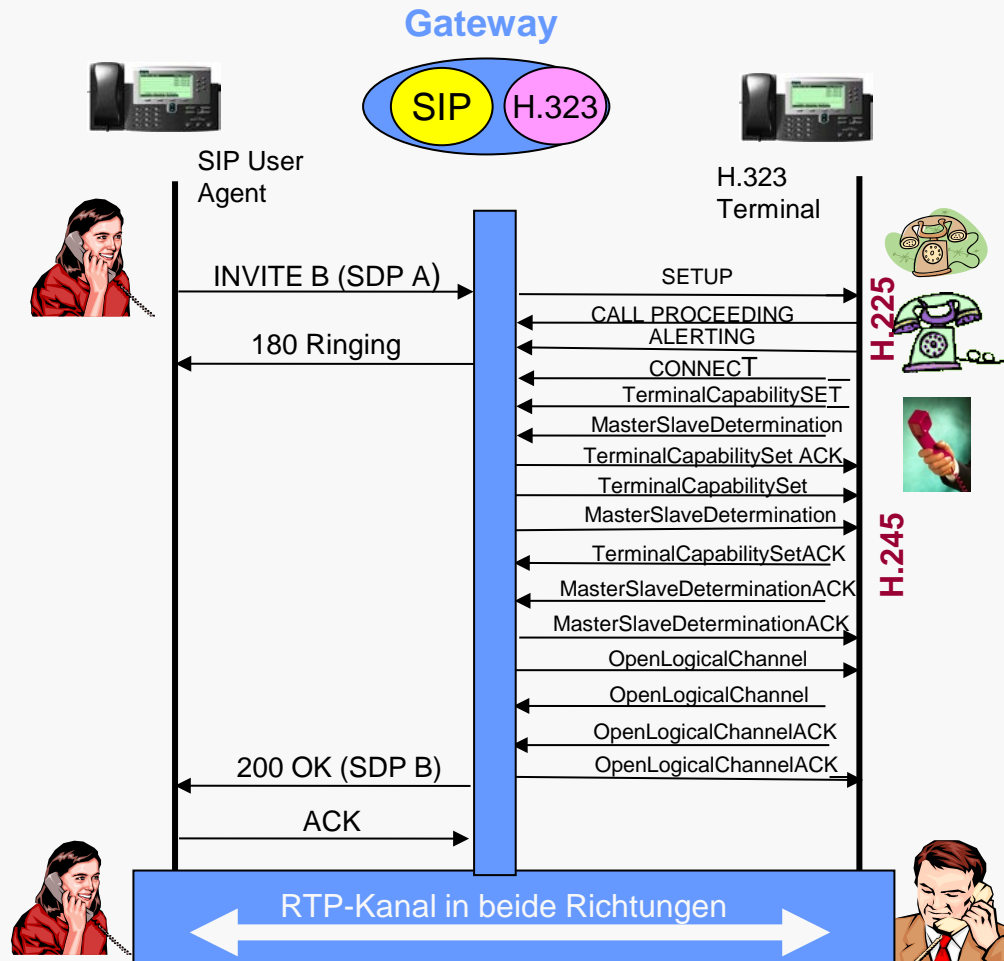 Gateway
SIP
H.323
SIP User
Agent
H.323
Terminal
INVITE B (SDP A)
SETUP
CALL PROCEEDING
ALERTING
180 Ringing
CONNECT
H.225
TerminalCapabilitySET
MasterSlaveDetermination
TerminalCapabilitySet ACK
TerminalCapabilitySet
MasterSlaveDetermination
H.245
TerminalCapabilitySetACK
MasterSlaveDeterminationACK
MasterSlaveDeterminationACK
OpenLogicalChannel
OpenLogicalChannel
OpenLogicalChannelACK
OpenLogicalChannelACK
200 OK (SDP B)
ACK
RTP-Kanal in beide Richtungen